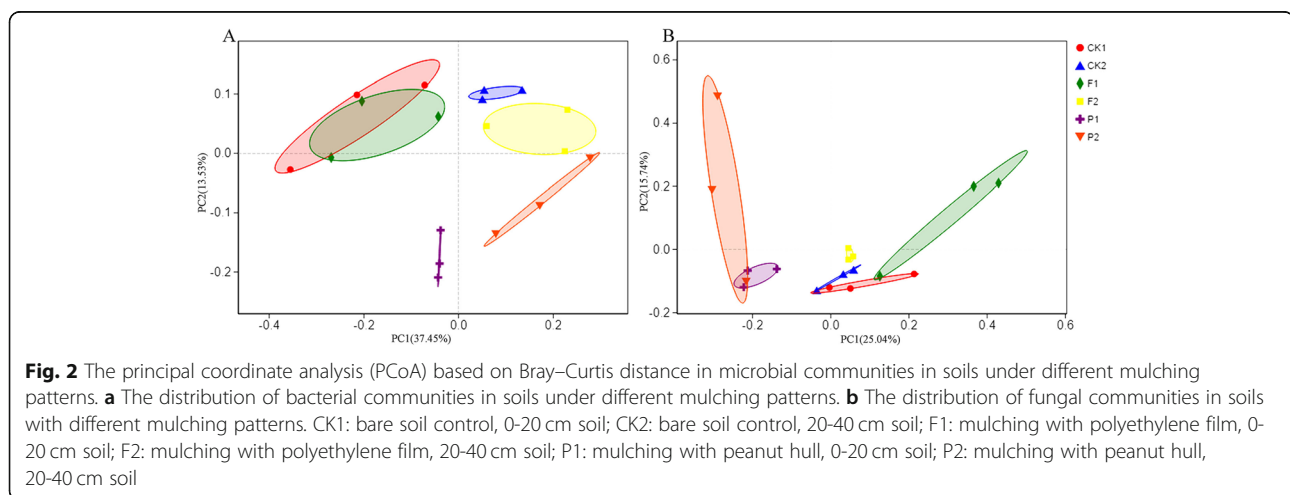 A
B
0.1
0.0
-0.1
-0.2
PC2(13.53%)
-0.4
-0.2
0.0
0.2
PC1(37.45%)
0.6
0.4
0.2
0.0
-0.2
PC2(15.74%)
-0.2
0.0
0.2
0.4
0.6
PC1(25.04%)
CK1
CK2
F1
F2
P1
P2
Fig. 2 The principal coordinate analysis (PCoA) based on Bray–Curtis distance in microbial communities in soils under different mulching
patterns. a The distribution of bacterial communities in soils under different mulching patterns. b The distribution of fungal communities in soils
with different mulching patterns. CK1: bare soil control, 0-20 cm soil; CK2: bare soil control, 20-40 cm soil; F1: mulching with polyethylene film, 0-
20 cm soil; F2: mulching with polyethylene film, 20-40 cm soil; P1: mulching with peanut hull, 0-20 cm soil; P2: mulching with peanut hull,
20-40 cm soil